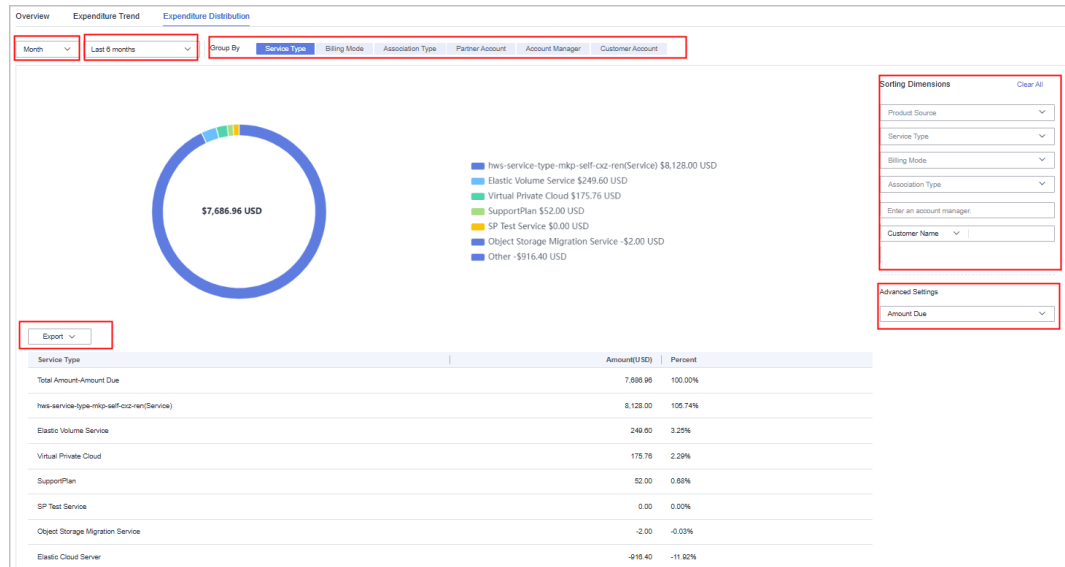 Overview Expenditure Trend Expenditure Distribution
Month Last 6 months Group By Service Type Billing Mode Association Type Partner Account Account Manager Customer Account
Sorting Dimensions Clear All
Product Source
Service Type
Billing Mode
Association Type
Enter an account manager.
Customer Name
$7,686.96 USD
hws-service-type-mkp-self-cxz-ren(Service) $8,128.00 USD
Elastic Volume Service $249.60 USD
Virtual Private Cloud $175.76 USD
SupportPlan $52.00 USD
SP Test Service $0.00 USD
Object Storage Migration Service -$2.00 USD
Other -$916.40 USD
Advanced Settings
Amount Due
Export
Service Type Amount(USD) Percent
Total Amount-Amount Due 7,686.96 100.00%
hws-service-type-mkp-self-cxz-ren(Service) 8,128.00 105.74%
Elastic Volume Service 249.60 3.25%
Virtual Private Cloud 175.76 2.29%
SupportPlan 52.00 0.68%
SP Test Service 0.00 0.00%
Object Storage Migration Service -2.00 -0.03%
Elastic Cloud Server -916.40 -11.92%